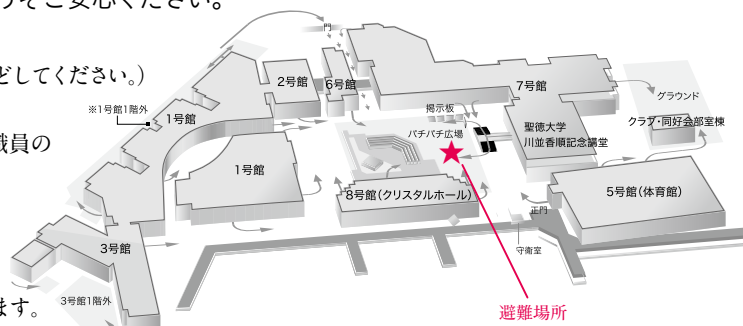 うぞご安心ください。
どしてください。)
職員の
ます。
門
2号館
6号館
7号館
グラウンド
クラブ・同好会部室棟
掲示板
※1号館1階外
1号館
パチパチ広場
聖徳大学
川並香順記念講堂
1号館
8号館(クリスタルホール)
5号館(体育館)
正門
守衛室
3号館
3号館1階外
避難場所